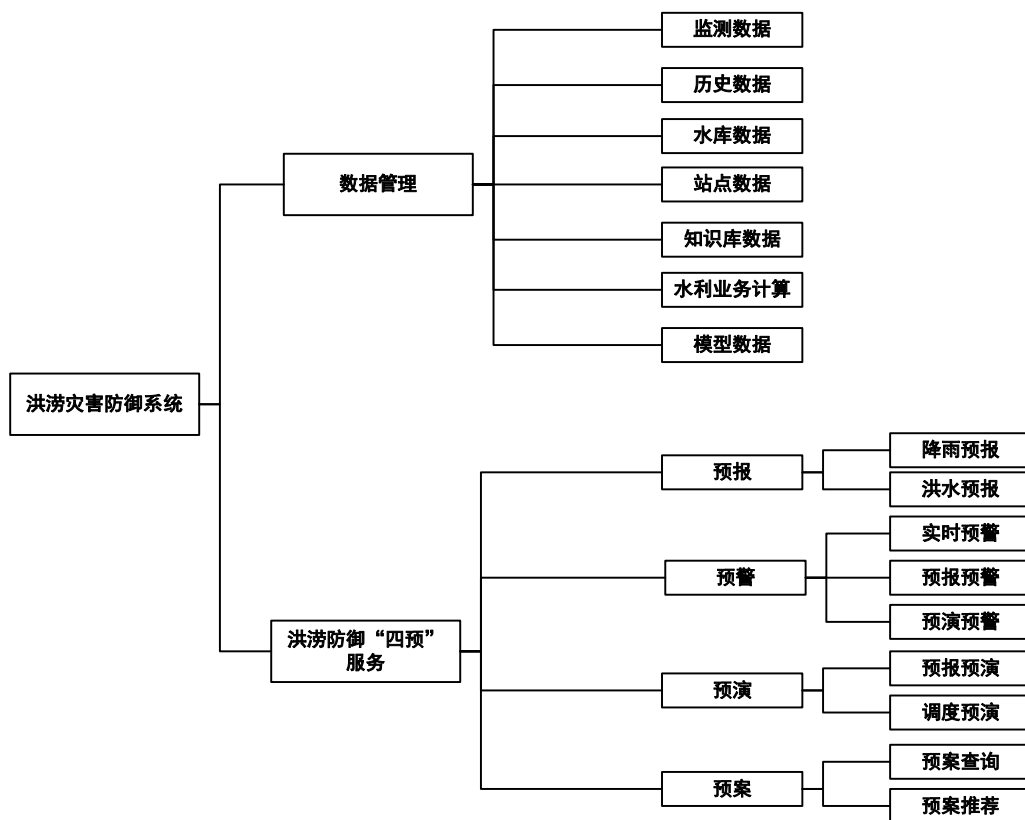 洪涝灾害防御系统
数据管理
监测数据
历史数据
水库数据
站点数据
知识库数据
水利业务计算
模型数据
洪涝防御“四预”
服务
预报
降雨预报
洪水预报
预警
实时预警
预报预警
预演预警
预演
预报预演
调度预演
预案
预案查询
预案推荐